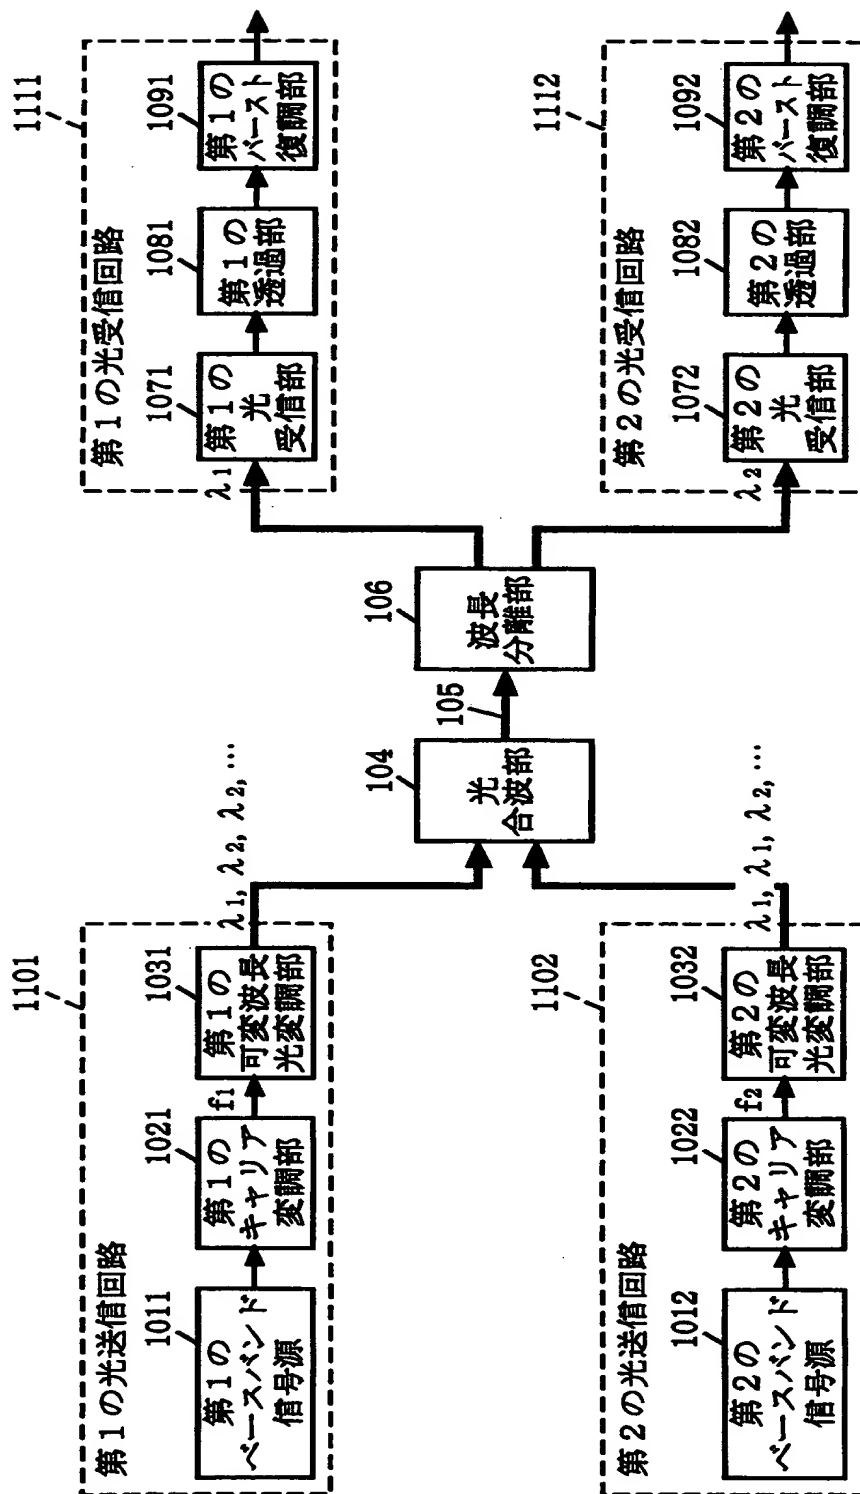 第1の光送信回路
1101
1011
第1の
ベースバンド
信号源
1021
第1の
キャリア
変調部
f1
1031
第1の
可変波長
光変調部
λ1, λ2, λ2, …
第2の光送信回路
1102
1012
第2の
ベースバンド
信号源
1022
第2の
キャリア
変調部
f2
1032
第2の
可変波長
光変調部
λ1, λ1, λ2, …
104
光
合波部
105
106
波長
分離部
第1の光受信回路
1111
λ1
1071
第1の
光
受信部
1081
第1の
透過部
1091
第1の
バースト
復調部
第2の光受信回路
1112
λ2
1072
第2の
光
受信部
1082
第2の
透過部
1092
第2の
バースト
復調部